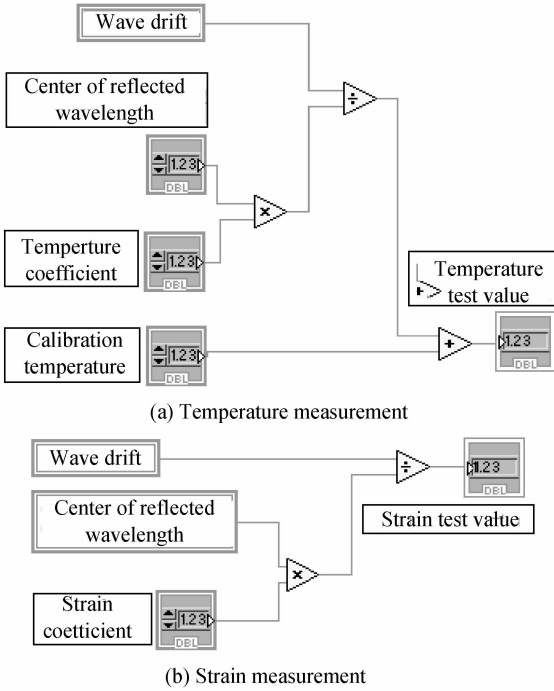 Wave drift
Center of reflected
wavelength
÷
1.23
DBL
×
Temperture
coefficient
1.23
DBL
Temperature
+
test value
Calibration
temperature
1.23
DBL
+
1.23
DBL
(a) Temperature measurement
Wave drift
÷
1.23
DBL
Center of reflected
wavelength
Strain test value
×
Strain
coetticient
1.23
DBL
(b) Strain measurement